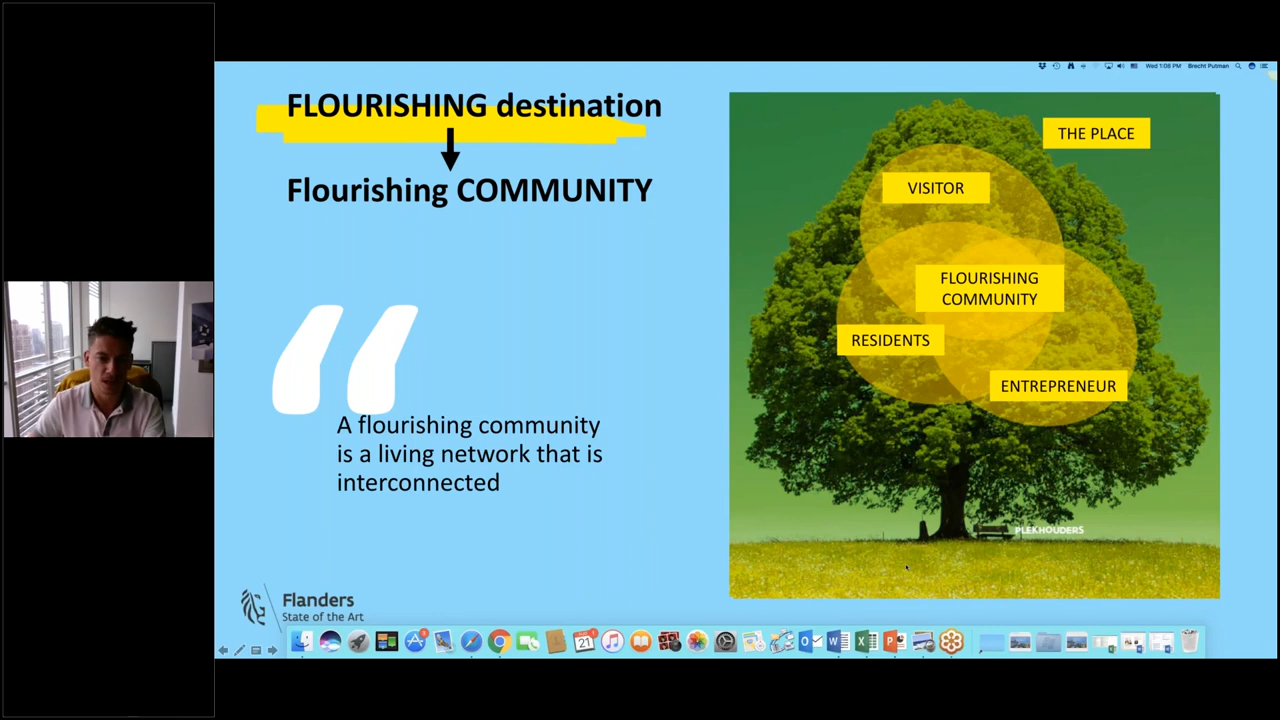 Wed 1:08 PM Brecht Putman
FLOURISHING destination
Flourishing COMMUNITY
A flourishing community
is a living network that is
interconnected
Flanders
State of the Art
THE PLACE
VISITOR
FLOURISHING
COMMUNITY
RESIDENTS
ENTREPRENEUR
PLEKHOUDERS
21